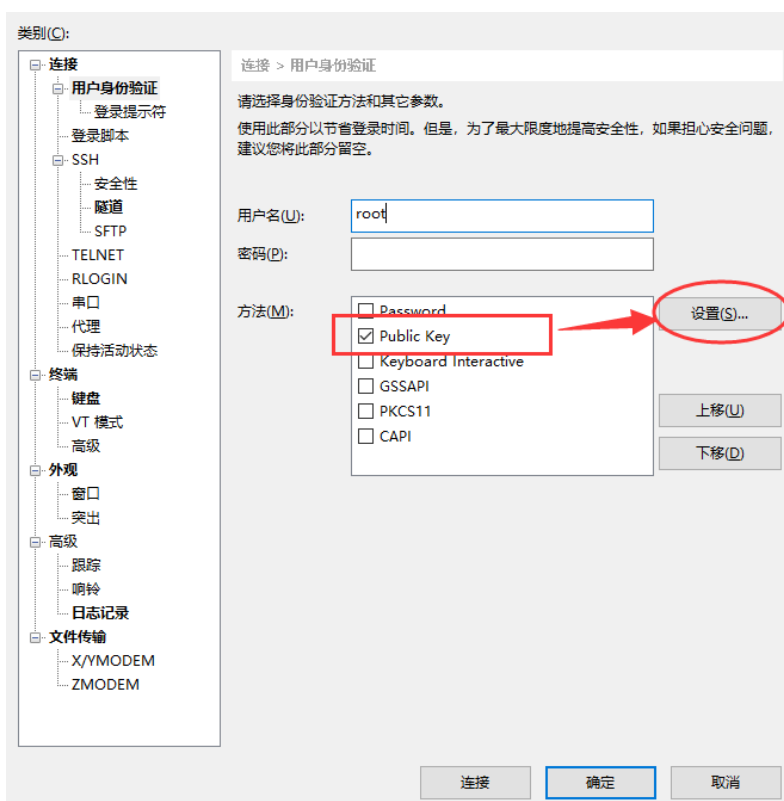 类别(C):
连接
用户身份验证
登录提示符
登录脚本
SSH
安全性
隧道
SFTP
TELNET
RLOGIN
串口
代理
保持活动状态
终端
键盘
VT 模式
高级
外观
窗口
突出
高级
跟踪
响铃
日志记录
文件传输
X/YMODEM
ZMODEM
连接 > 用户身份验证
请选择身份验证方法和其它参数。
使用此部分以节省登录时间。但是，为了最大限度地提高安全性，如果担心安全问题，
建议您将此部分留空。
用户名(U):
root
密码(P):
方法(M):
Password
Public Key
Keyboard Interactive
GSSAPI
PKCS11
CAPI
设置(S)...
上移(U)
下移(D)
连接
确定
取消